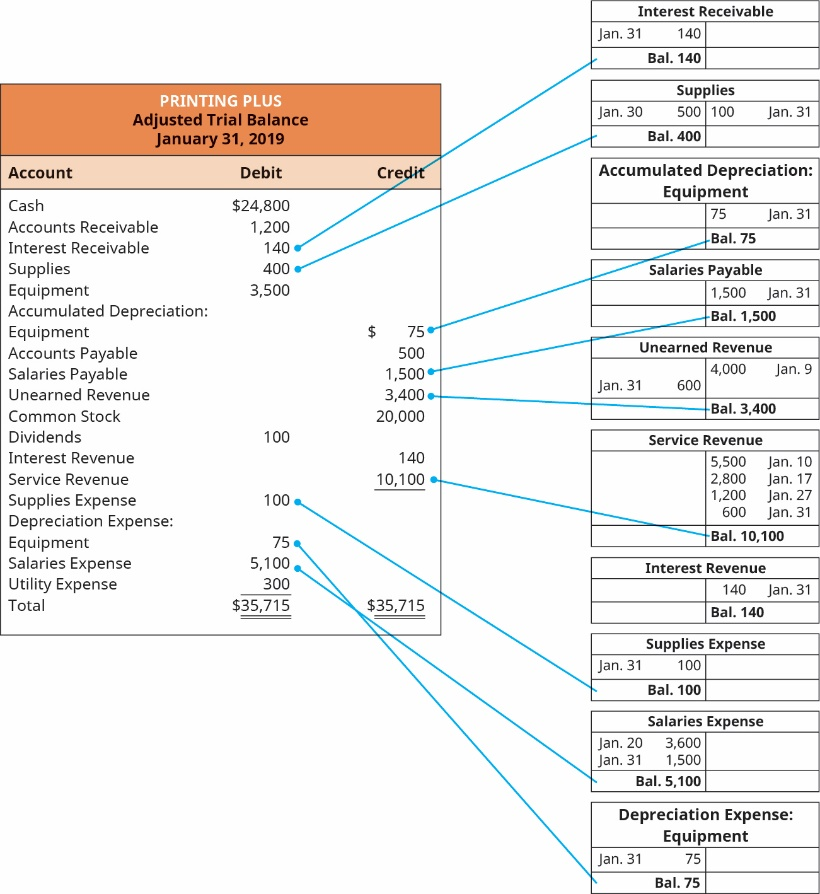 PRINTING PLUS
Adjusted Trial Balance
January 31, 2019
Account Debit Credit
Cash $24,800
Accounts Receivable 1,200
Interest Receivable 140
Supplies 400
Equipment 3,500
Accumulated Depreciation:
Equipment $ 75
Accounts Payable 500
Salaries Payable 1,500
Unearned Revenue 3,400
Common Stock 20,000
Dividends 100
Interest Revenue 140
Service Revenue 10,100
Supplies Expense 100
Depreciation Expense:
Equipment 75
Salaries Expense 5,100
Utility Expense 300
Total $35,715 $35,715
Interest Receivable
Jan. 31 140
Bal. 140
Supplies
Jan. 30 500 100 Jan. 31
Bal. 400
Accumulated Depreciation:
Equipment
75 Jan. 31
Bal. 75
Salaries Payable
1,500 Jan. 31
Bal. 1,500
Unearned Revenue
4,000 Jan. 9
Jan. 31 600
Bal. 3,400
Service Revenue
5,500 Jan. 10
2,800 Jan. 17
1,200 Jan. 27
600 Jan. 31
Bal. 10,100
Interest Revenue
140 Jan. 31
Bal. 140
Supplies Expense
Jan. 31 100
Bal. 100
Salaries Expense
Jan. 20 3,600
Jan. 31 1,500
Bal. 5,100
Depreciation Expense:
Equipment
Jan. 31 75
Bal. 75